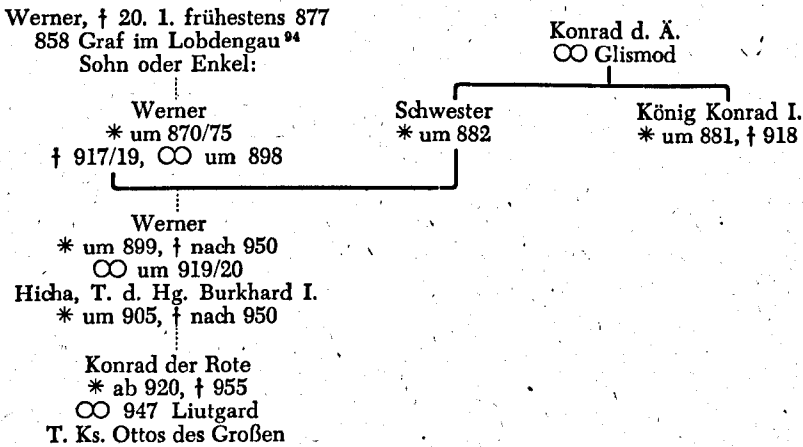 Werner, † 20. 1. frühestens 877
858 Graf im Lobdengau⁹⁴
Sohn oder Enkel:
Konrad d. Ä.
⚭ Glismod
Werner
* um 870/75
† 917/19, ⚭ um 898
Schwester
* um 882
König Konrad I.
* um 881, † 918
Werner
* um 899, † nach 950
⚭ um 919/20
Hicha, T. d. Hg. Burkhard I.
* um 905, † nach 950
Konrad der Rote
* ab 920, † 955
⚭ 947 Liutgard
T. Ks. Ottos des Großen